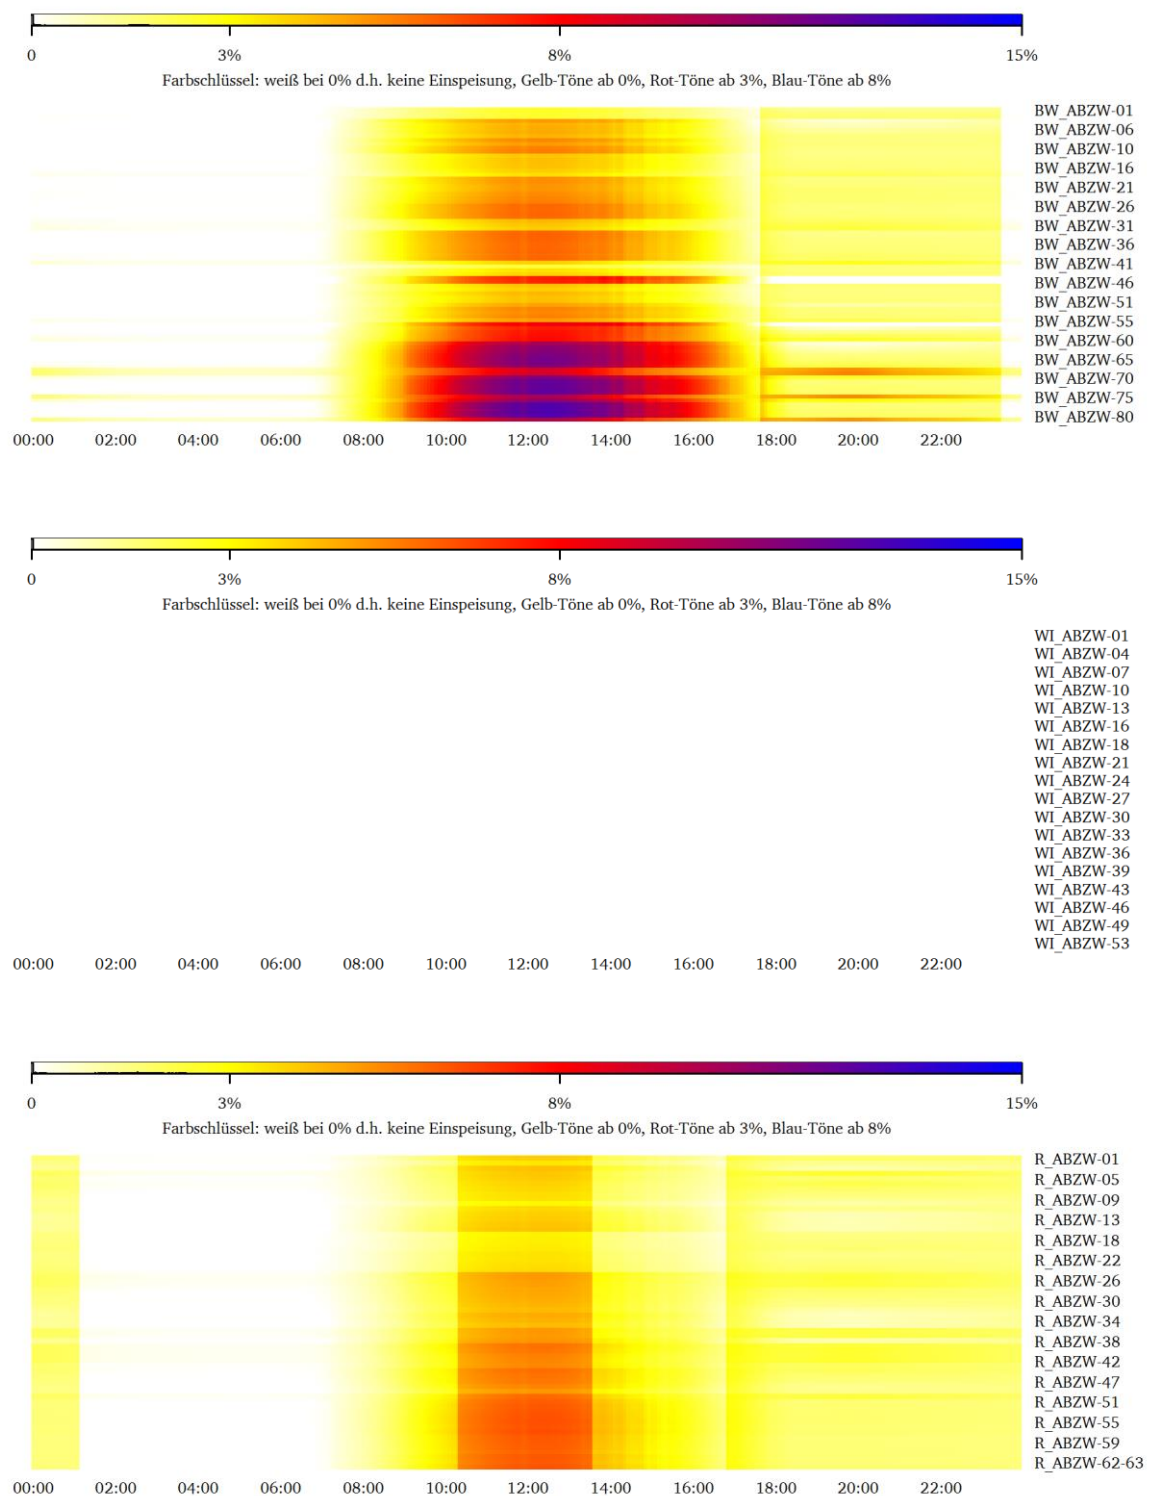 0 3% 8% 15%
Farbschlüssel: weiß bei 0% d.h. keine Einspeisung, Gelb-Töne ab 0%, Rot-Töne ab 3%, Blau-Töne ab 8%
BW_ABZW-01
BW_ABZW-06
BW_ABZW-10
BW_ABZW-16
BW_ABZW-21
BW_ABZW-26
BW_ABZW-31
BW_ABZW-36
BW_ABZW-41
BW_ABZW-46
BW_ABZW-51
BW_ABZW-55
BW_ABZW-60
BW_ABZW-65
BW_ABZW-70
BW_ABZW-75
BW_ABZW-80
00:00 02:00 04:00 06:00 08:00 10:00 12:00 14:00 16:00 18:00 20:00 22:00
0 3% 8% 15%
Farbschlüssel: weiß bei 0% d.h. keine Einspeisung, Gelb-Töne ab 0%, Rot-Töne ab 3%, Blau-Töne ab 8%
WI_ABZW-01
WI_ABZW-04
WI_ABZW-07
WI_ABZW-10
WI_ABZW-13
WI_ABZW-16
WI_ABZW-18
WI_ABZW-21
WI_ABZW-24
WI_ABZW-27
WI_ABZW-30
WI_ABZW-33
WI_ABZW-36
WI_ABZW-39
WI_ABZW-43
WI_ABZW-46
WI_ABZW-49
WI_ABZW-53
00:00 02:00 04:00 06:00 08:00 10:00 12:00 14:00 16:00 18:00 20:00 22:00
0 3% 8% 15%
Farbschlüssel: weiß bei 0% d.h. keine Einspeisung, Gelb-Töne ab 0%, Rot-Töne ab 3%, Blau-Töne ab 8%
R_ABZW-01
R_ABZW-05
R_ABZW-09
R_ABZW-13
R_ABZW-18
R_ABZW-22
R_ABZW-26
R_ABZW-30
R_ABZW-34
R_ABZW-38
R_ABZW-42
R_ABZW-47
R_ABZW-51
R_ABZW-55
R_ABZW-59
R_ABZW-62-63
00:00 02:00 04:00 06:00 08:00 10:00 12:00 14:00 16:00 18:00 20:00 22:00